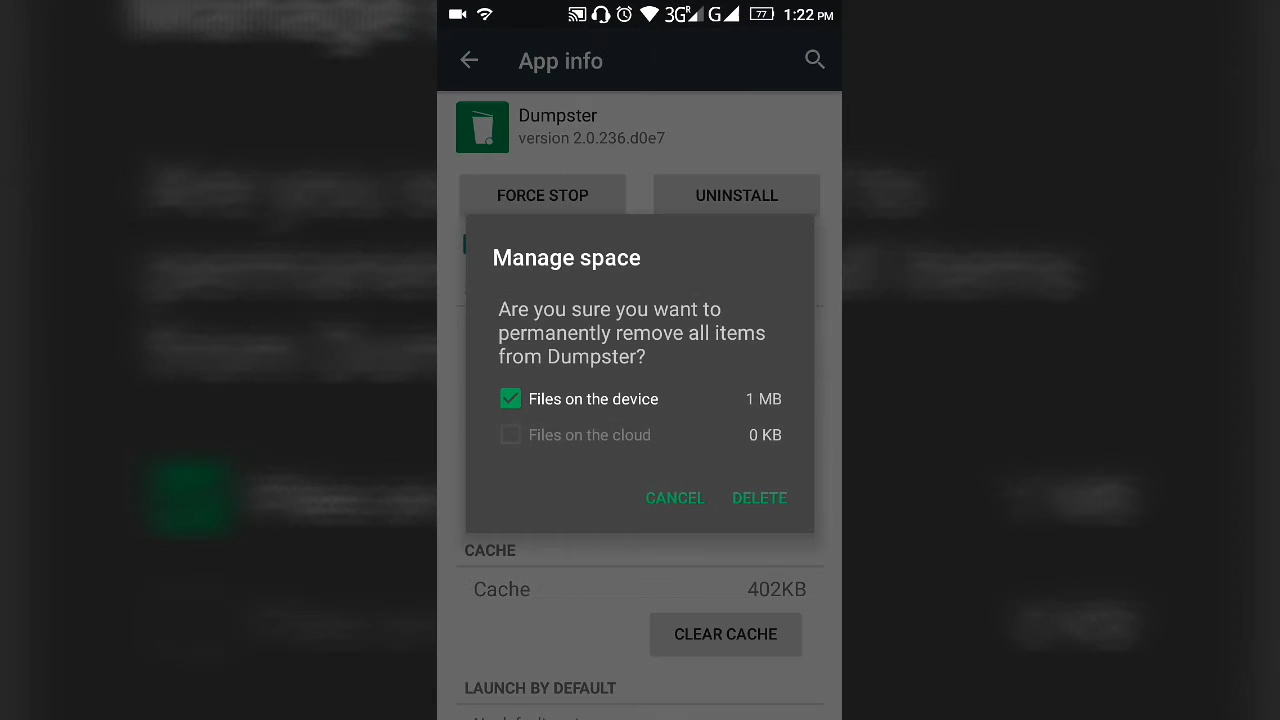 3G R G 77 1:22 PM
App info
Dumpster
version 2.0.236.d0e7
FORCE STOP UNINSTALL
Manage space
Are you sure you want to
permanently remove all items
from Dumpster?
Files on the device 1 MB
Files on the cloud 0 KB
CANCEL DELETE
CACHE
Cache 402KB
CLEAR CACHE
LAUNCH BY DEFAULT